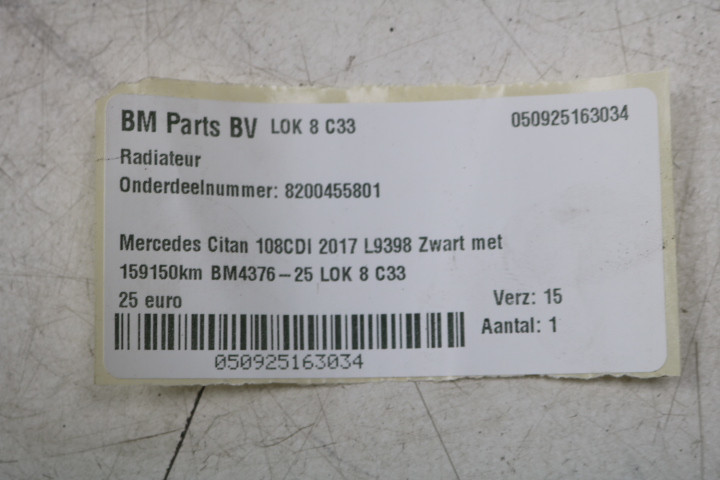 BM Parts BV LOK 8 C33 050925163034
Radiateur
Onderdeelnummer: 8200455801
Mercedes Citan 108CDI 2017 L9398 Zwart met
159150km BM4376-25 LOK 8 C33
25 euro Verz: 15
Aantal: 1
050925163034